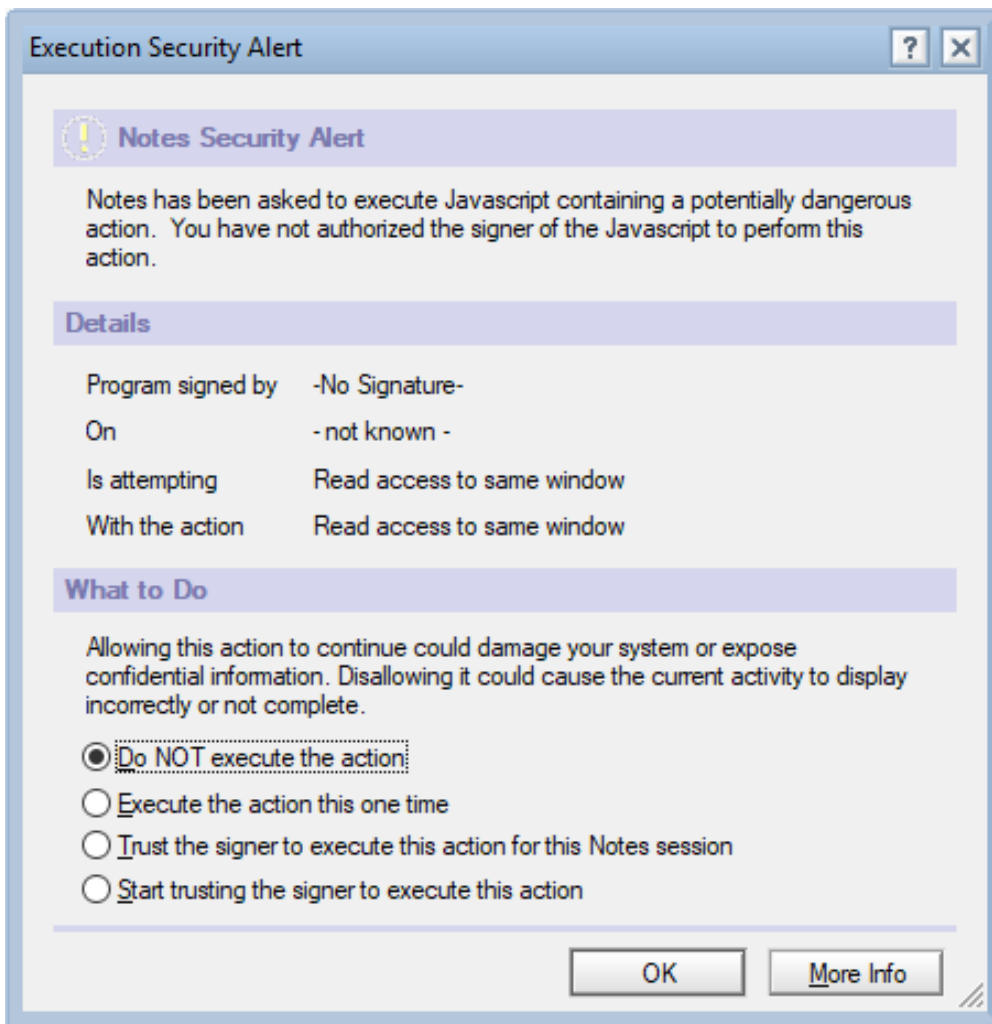 Execution Security Alert
Notes Security Alert
Notes has been asked to execute Javascript containing a potentially dangerous
action.  You have not authorized the signer of the Javascript to perform this
action.
Details
Program signed by -No Signature-
On - not known -
Is attempting Read access to same window
With the action Read access to same window
What to Do
Allowing this action to continue could damage your system or expose
confidential information. Disallowing it could cause the current activity to display
incorrectly or not complete.
Do NOT execute the action
Execute the action this one time
Trust the signer to execute this action for this Notes session
Start trusting the signer to execute this action
OK More Info